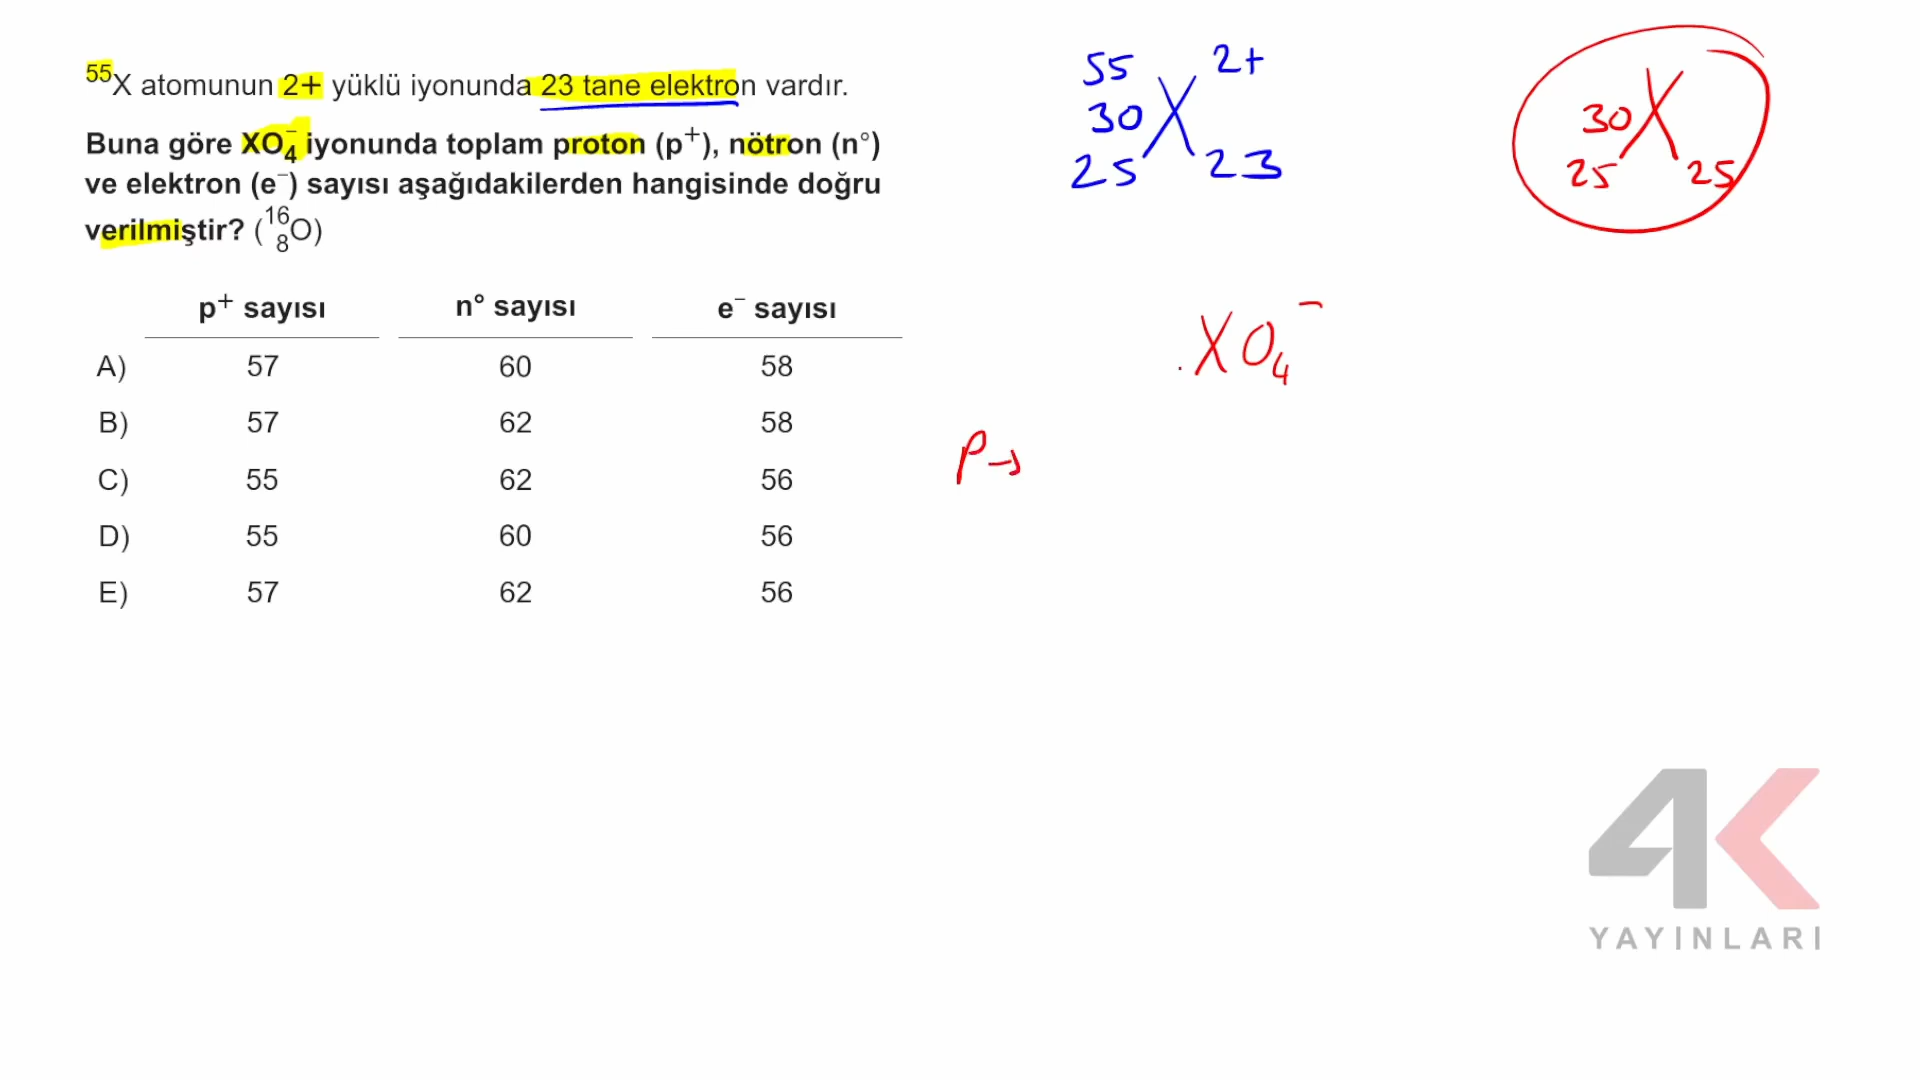 ⁵⁵X atomunun 2+ yüklü iyonunda 23 tane elektron vardır.
Buna göre XO₄⁻ iyonunda toplam proton (p⁺), nötron (n°)
ve elektron (e⁻) sayısı aşağıdakilerden hangisinde doğru
verilmiştir? (¹⁶₈O)
p⁺ sayısı n° sayısı e⁻ sayısı
A) 57 60 58
B) 57 62 58
C) 55 62 56
D) 55 60 56
E) 57 62 56
55 2+
30 X
25 23
30 X
25 25
XO₄⁻
p→
4K
YAYINLARI